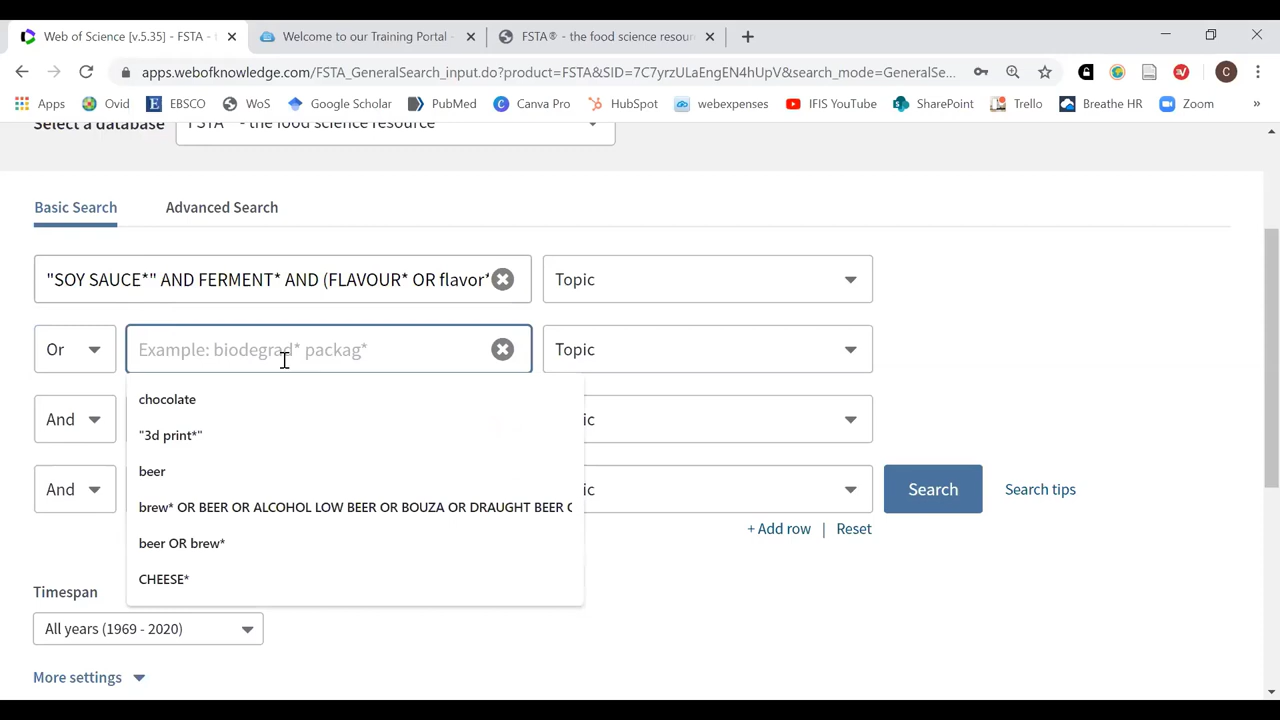 Web of Science [v.5.35] - FSTA - t
Welcome to our Training Portal -
FSTA® - the food science resour
apps.webofknowledge.com/FSTA_GeneralSearch_input.do?product=FSTA&SID=7C7yrzULaEngEN4hUpV&search_mode=GeneralSe...
C
Apps
Ovid
EBSCO
WoS
Google Scholar
PubMed
Canva Pro
HubSpot
webexpenses
IFIS YouTube
SharePoint
Trello
Breathe HR
Zoom
»
Select a database
FSTA - the food science resource
Basic Search
Advanced Search
"SOY SAUCE*" AND FERMENT* AND (FLAVOUR* OR flavor*
Topic
Or
Example: biodegrad* packag*
Topic
chocolate
And
ic
"3d print*"
beer
And
ic
Search
Search tips
brew* OR BEER OR ALCOHOL LOW BEER OR BOUZA OR DRAUGHT BEER
+ Add row | Reset
beer OR brew*
CHEESE*
Timespan
All years (1969 - 2020)
More settings